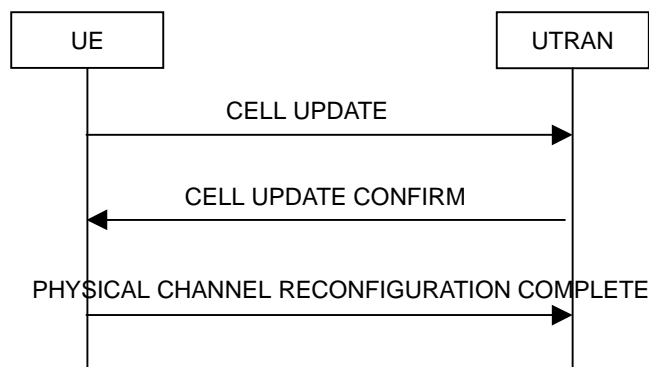 UE
UTRAN
CELL UPDATE
CELL UPDATE CONFIRM
PHYSICAL CHANNEL RECONFIGURATION COMPLETE